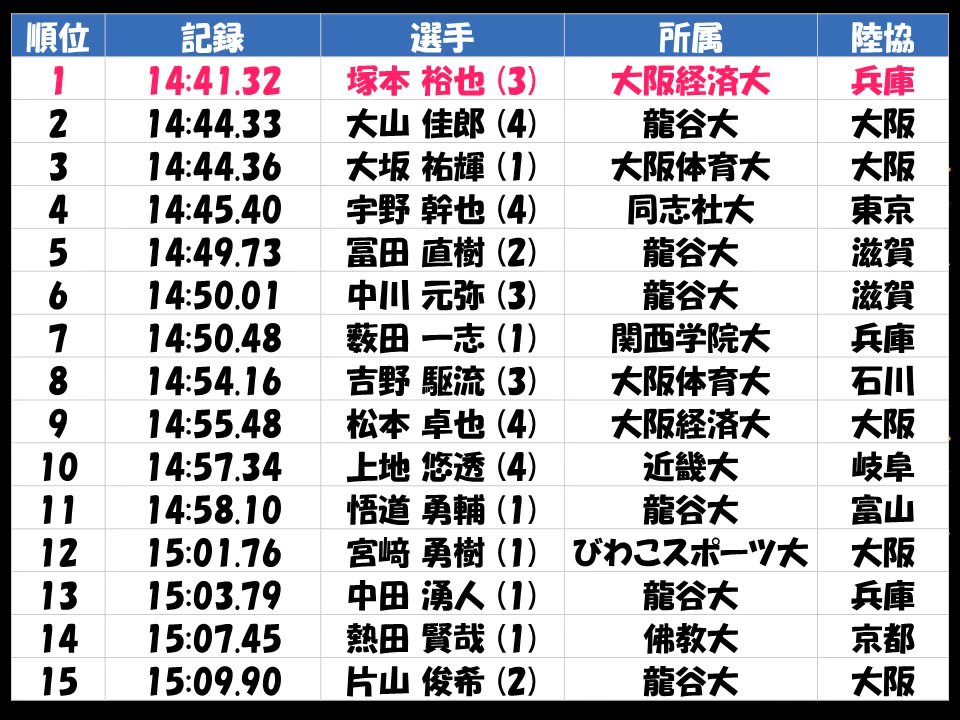 順位 記録 選手 所属 陸協
1 14:41.32 塚本 裕也 (3) 大阪経済大 兵庫
2 14:44.33 大山 佳郎 (4) 龍谷大 大阪
3 14:44.36 大坂 祐輝 (1) 大阪体育大 大阪
4 14:45.40 宇野 幹也 (4) 同志社大 東京
5 14:49.73 冨田 直樹 (2) 龍谷大 滋賀
6 14:50.01 中川 元弥 (3) 龍谷大 滋賀
7 14:50.48 薮田 一志 (1) 関西学院大 兵庫
8 14:54.16 吉野 駆流 (3) 大阪体育大 石川
9 14:55.48 松本 卓也 (4) 大阪経済大 大阪
10 14:57.34 上地 悠透 (4) 近畿大 岐阜
11 14:58.10 悟道 勇輔 (1) 龍谷大 富山
12 15:01.76 宮﨑 勇樹 (1) びわこスポーツ大 大阪
13 15:03.79 中田 湧人 (1) 龍谷大 兵庫
14 15:07.45 熱田 賢哉 (1) 佛教大 京都
15 15:09.90 片山 俊希 (2) 龍谷大 大阪